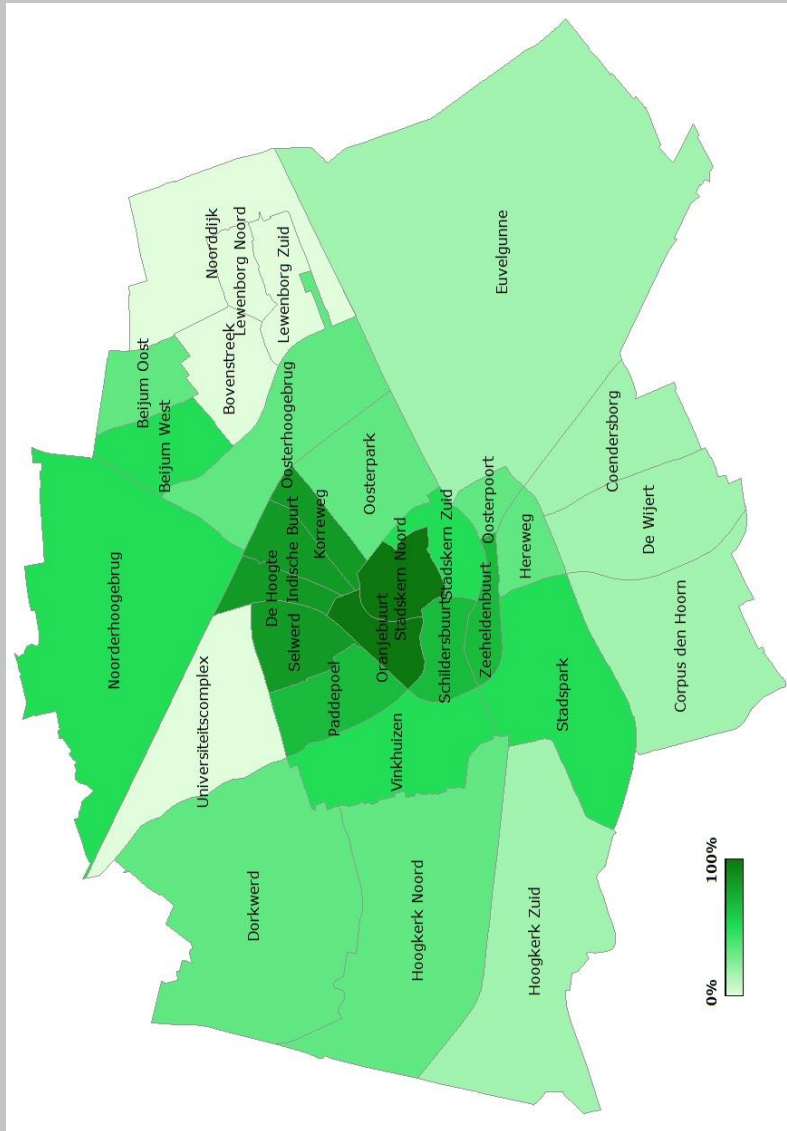 Noorderhoogebrug
Beijum West
Beijum Oost
Bovenstreek
Noorddijk
Lewenborg Noord
Lewenborg Zuid
Universiteitscomplex
De Hoogte
Selwerd
Indische Buurt
Oosterhoogebrug
Korreweg
Paddepoel
Oosterpark
Dorkwerd
Vinkhuizen
Oranjebuurt
Stadskern Noord
Euvelgunne
Hoogkerk Noord
Schildersbuurt
Stadskern Zuid
Zeeheldenbuurt
Oosterpoort
Hereweg
Hoogkerk Zuid
Stadspark
Coendersborg
De Wijert
Corpus den Hoorn
0%
100%